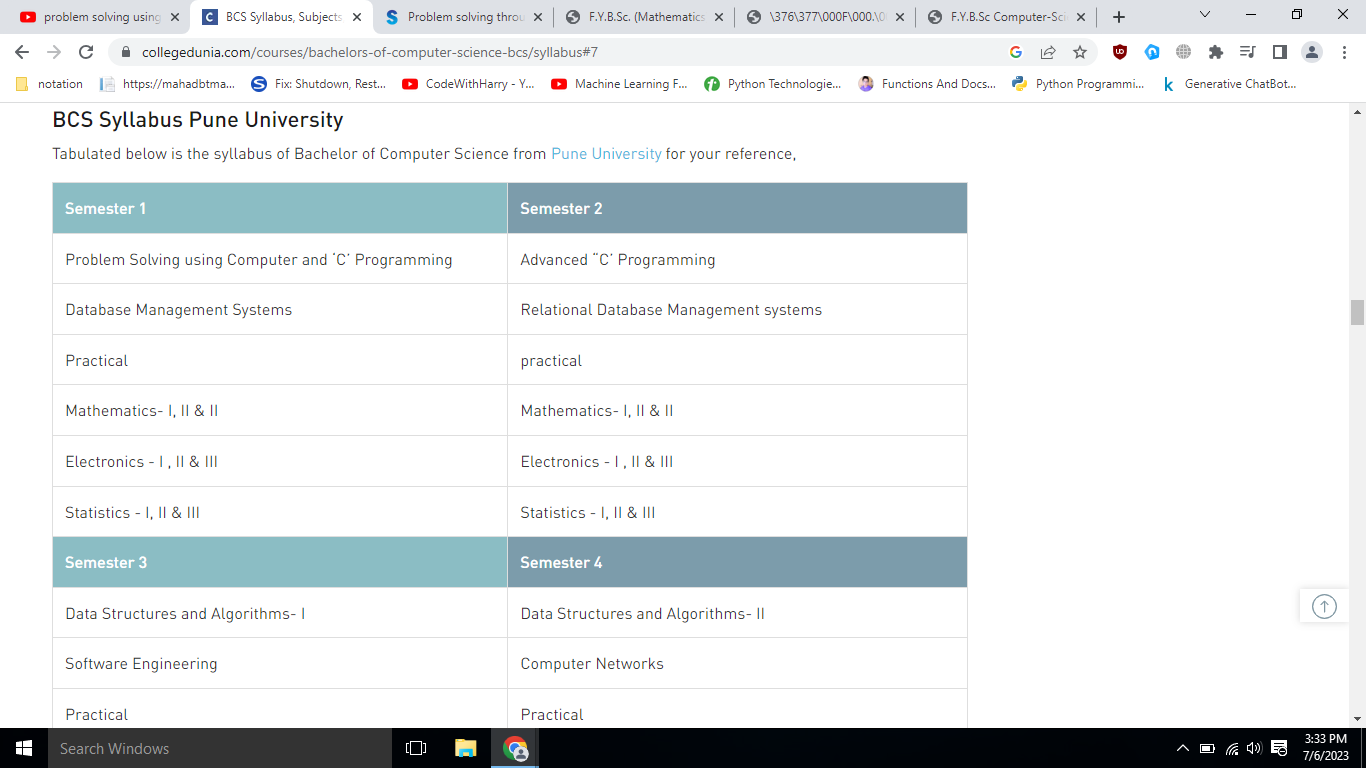 problem solving using
BCS Syllabus, Subjects
Problem solving throu
F.Y.B.Sc. (Mathematics
\376\377\000F\000.\0
F.Y.B.Sc Computer-Sci
collegedunia.com/courses/bachelors-of-computer-science-bcs/syllabus#7
notation
https://mahadbtma...
Fix: Shutdown, Rest...
CodeWithHarry - Y...
Machine Learning F...
Python Technologie...
Functions And Docs...
Python Programmi...
Generative ChatBot...
BCS Syllabus Pune University
Tabulated below is the syllabus of Bachelor of Computer Science from Pune University for your reference,
Semester 1 Semester 2
Problem Solving using Computer and ‘C’ Programming Advanced “C’ Programming
Database Management Systems Relational Database Management systems
Practical practical
Mathematics- I, II & II Mathematics- I, II & II
Electronics - I , II & III Electronics - I , II & III
Statistics - I, II & III Statistics - I, II & III
Semester 3 Semester 4
Data Structures and Algorithms- I Data Structures and Algorithms- II
Software Engineering Computer Networks
Practical Practical
Search Windows
3:33 PM
7/6/2023